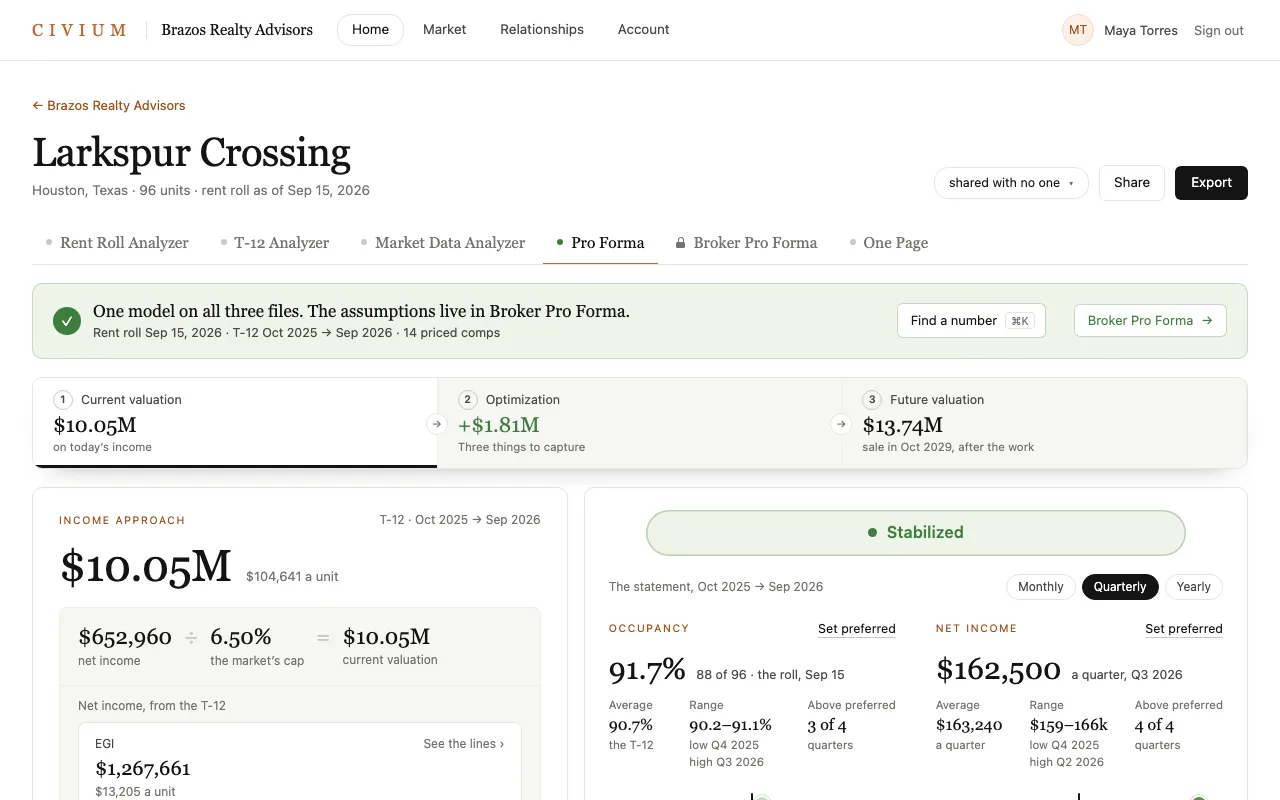 CIVIUM
Brazos Realty Advisors
Home
Market
Relationships
Account
MT
Maya Torres
Sign out
← Brazos Realty Advisors
Larkspur Crossing
Houston, Texas · 96 units · rent roll as of Sep 15, 2026
shared with no one ▾
Share
Export
Rent Roll Analyzer
T-12 Analyzer
Market Data Analyzer
Pro Forma
Broker Pro Forma
One Page
One model on all three files. The assumptions live in Broker Pro Forma.
Rent roll Sep 15, 2026 · T-12 Oct 2025 → Sep 2026 · 14 priced comps
Find a number ⌘K
Broker Pro Forma →
1 Current valuation
$10.05M
on today's income
→
2 Optimization
+$1.81M
Three things to capture
→
3 Future valuation
$13.74M
sale in Oct 2029, after the work
INCOME APPROACH
T-12 · Oct 2025 → Sep 2026
$10.05M $104,641 a unit
$652,960 ÷ 6.50% = $10.05M
net income the market's cap current valuation
Net income, from the T-12
EGI
See the lines ›
$1,267,661
$13,205 a unit
Stabilized
The statement, Oct 2025 → Sep 2026
Monthly
Quarterly
Yearly
OCCUPANCY
Set preferred
91.7% 88 of 96 · the roll, Sep 15
Average Range Above preferred
90.7% 90.2–91.1% 3 of 4
the T-12 low Q4 2025 quarters
high Q3 2026
NET INCOME
Set preferred
$162,500 a quarter, Q3 2026
Average Range Above preferred
$163,240 $159–166k 4 of 4
a quarter low Q4 2025 quarters
high Q2 2026